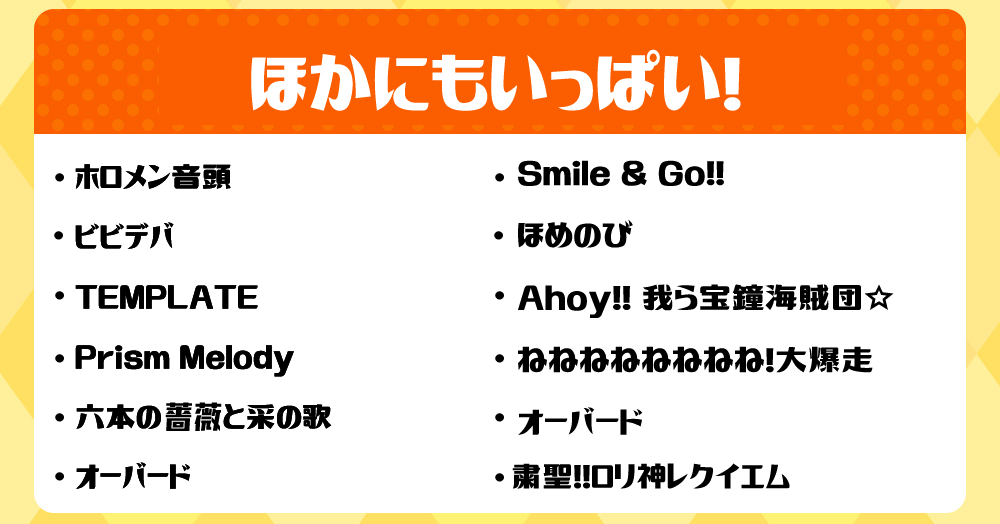 ほかにもいっぱい!
・ホロメン音頭
・ビビデバ
・TEMPLATE
・Prism Melody
・六本の薔薇と采の歌
・オーバード
・Smile & Go!!
・ほめのび
・Ahoy!! 我ら宝鐘海賊団☆
・ねねねねねねねね!大爆走
・オーバード
・粛聖!!ロリ神レクイエム